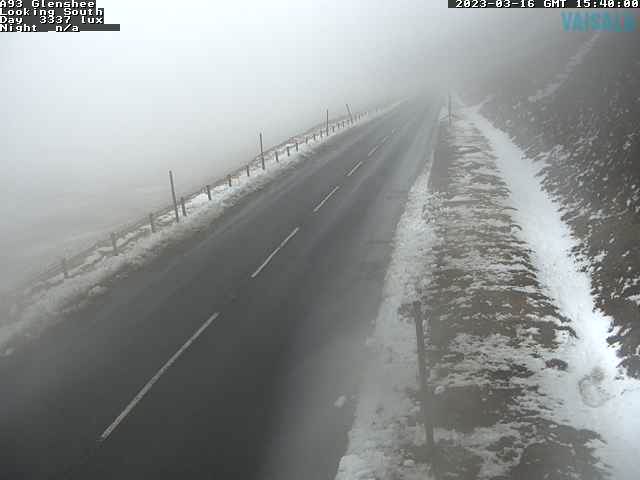 A93 Glenshee
2023-03-16 GMT 15:40:00
Looking South
VAISALA
Day 3337 lux
Night n/a